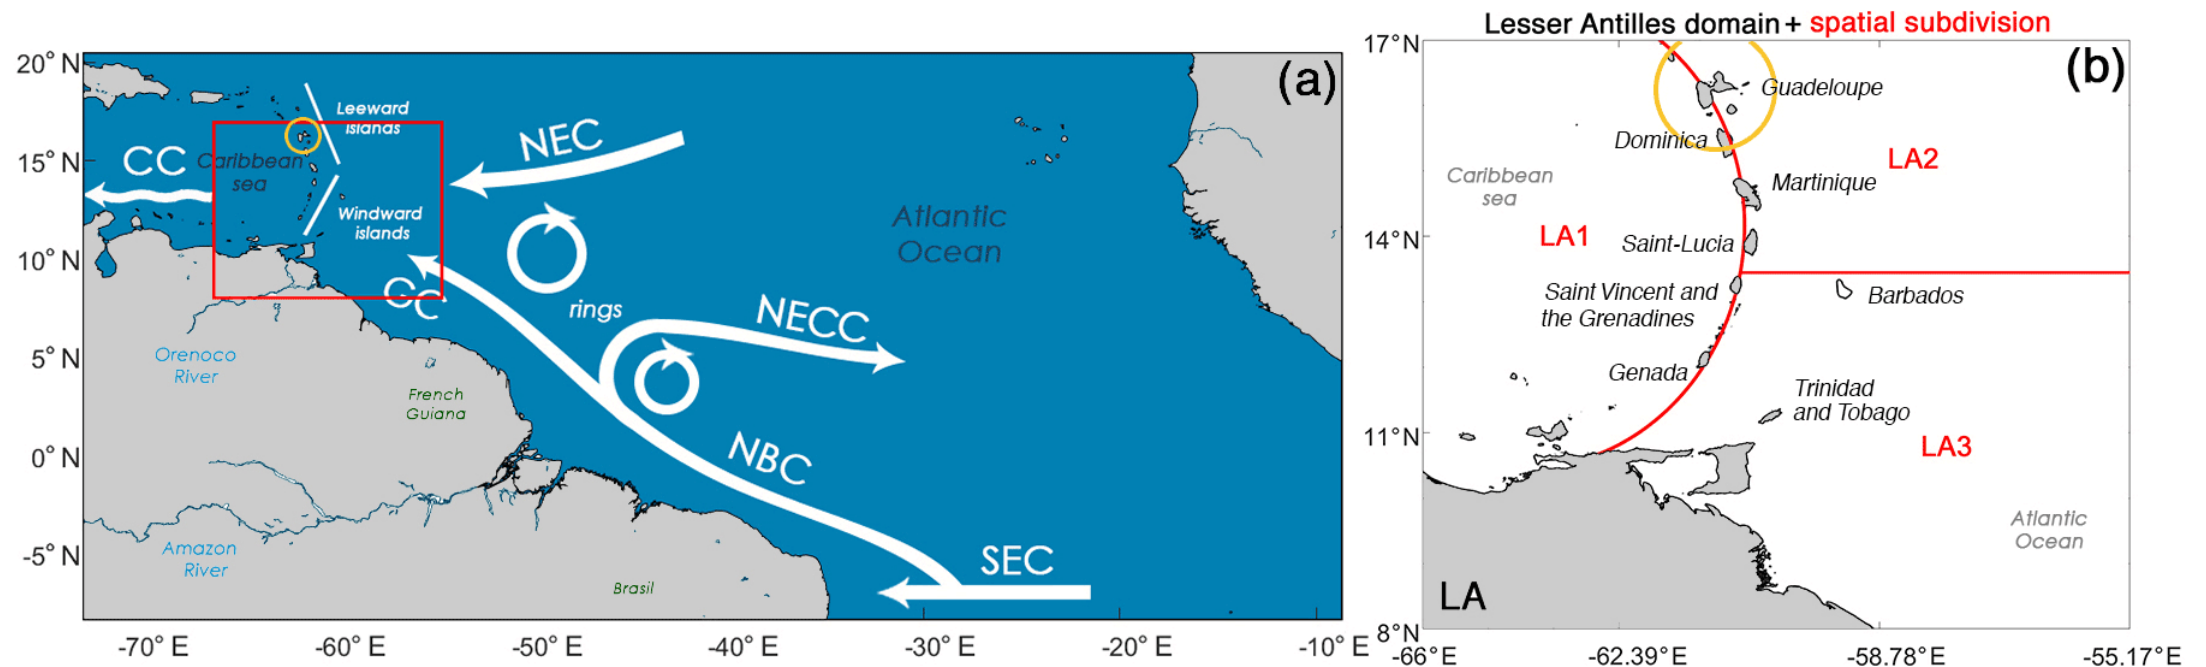 Lesser Antilles domain + spatial subdivision
(a)
20° N
15° N
10° N
5° N
0° N
-5° N
Leeward
islands
NEC
CC
Caribbean
sea
Windward
islands
Atlantic
Ocean
GC
rings
NECC
Orenoco
River
French
Guiana
NBC
Amazon
River
SEC
Brasil
-70° E
-60° E
-50° E
-40° E
-30° E
-20° E
-10° E
(b)
17° N
14° N
11° N
8° N
Guadeloupe
Dominica
LA2
Caribbean
sea
Martinique
LA1
Saint-Lucia
Saint Vincent and
the Grenadines
Barbados
Genada
Trinidad
and Tobago
LA3
Atlantic
Ocean
LA
-66° E
-62.39° E
-58.78° E
-55.17° E